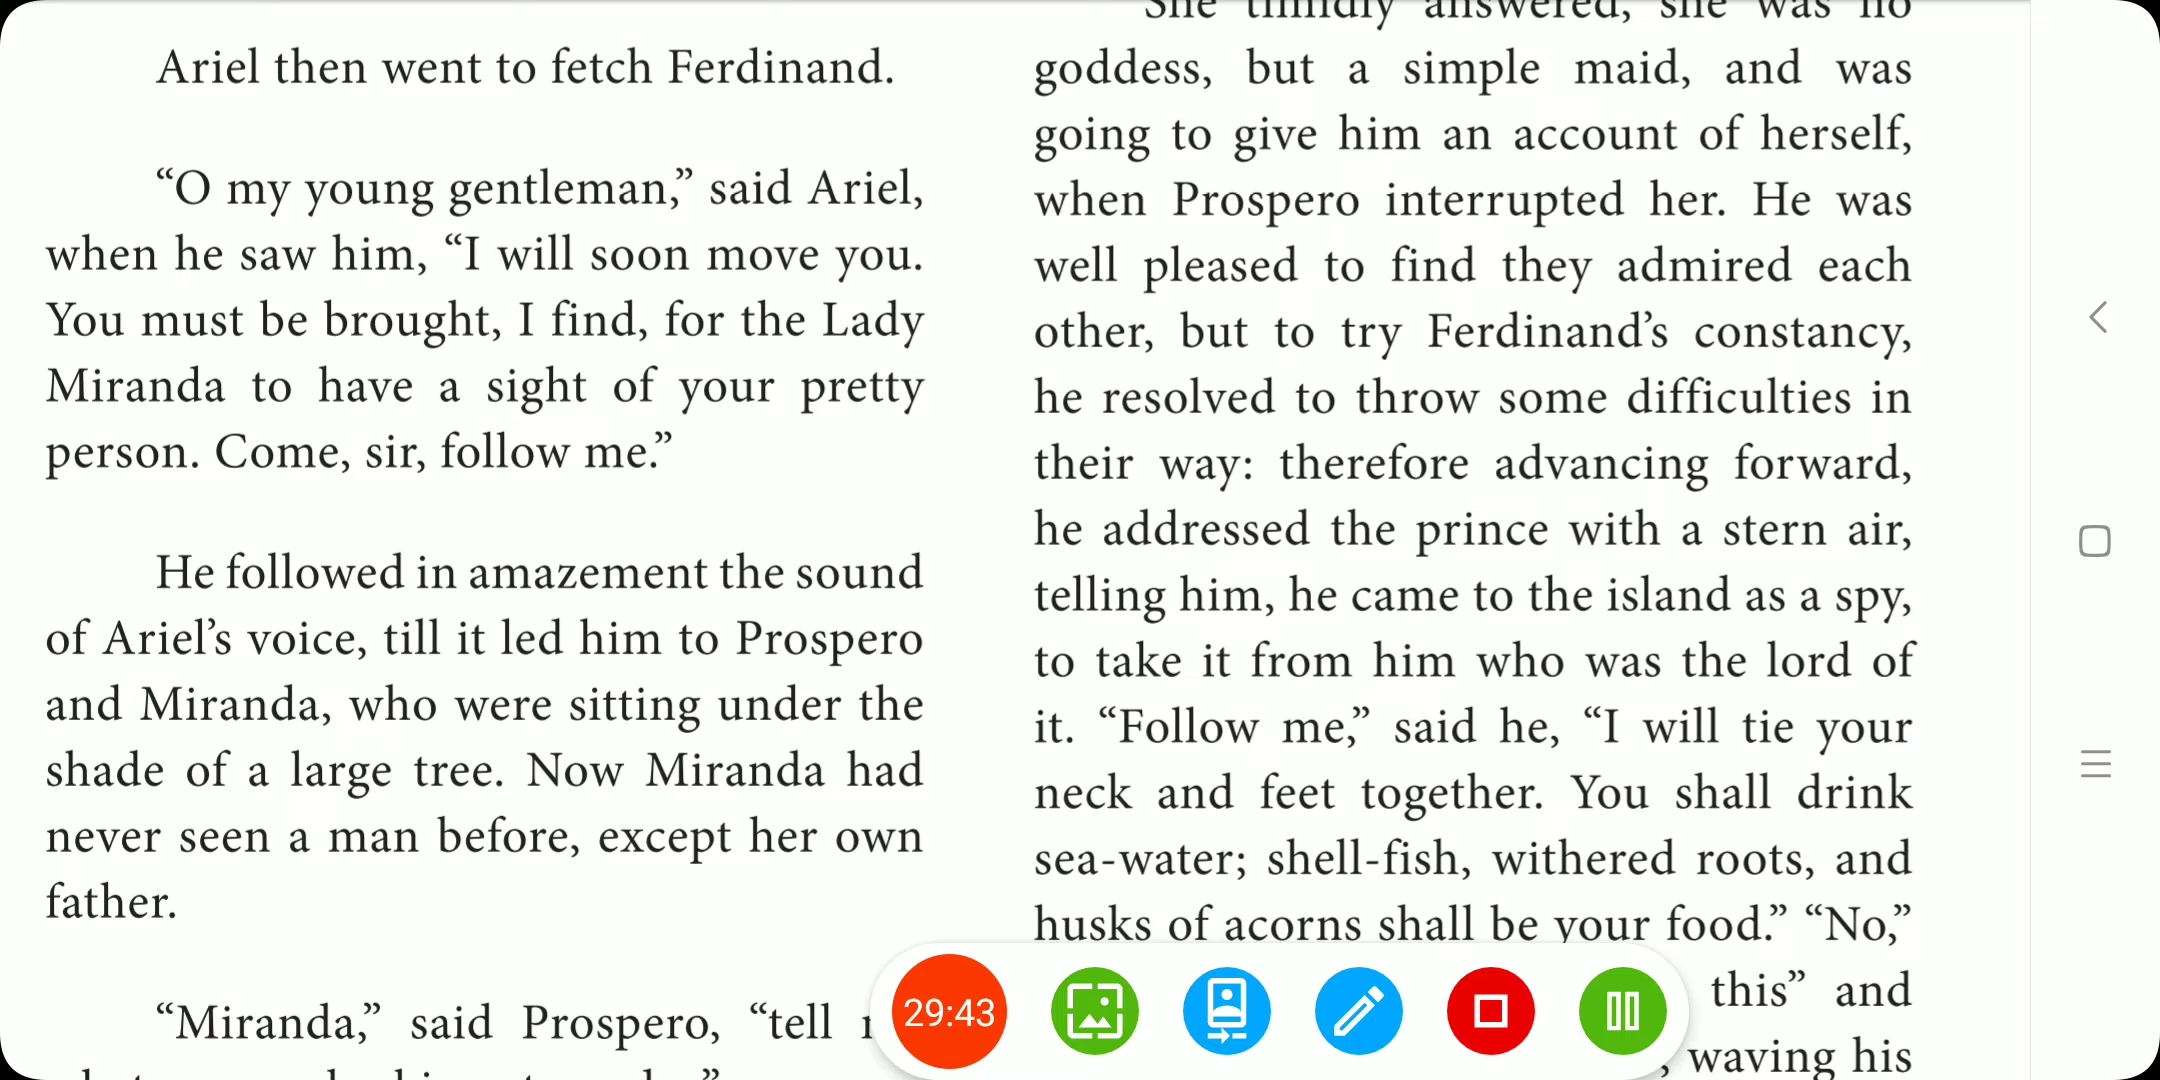 Ariel then went to fetch Ferdinand.
“O my young gentleman,” said Ariel,
when he saw him, “I will soon move you.
You must be brought, I find, for the Lady
Miranda to have a sight of your pretty
person. Come, sir, follow me.”
He followed in amazement the sound
of Ariel’s voice, till it led him to Prospero
and Miranda, who were sitting under the
shade of a large tree. Now Miranda had
never seen a man before, except her own
father.
“Miranda,” said Prospero, “tell
She timidly answered, she was no
goddess, but a simple maid, and was
going to give him an account of herself,
when Prospero interrupted her. He was
well pleased to find they admired each
other, but to try Ferdinand’s constancy,
he resolved to throw some difficulties in
their way: therefore advancing forward,
he addressed the prince with a stern air,
telling him, he came to the island as a spy,
to take it from him who was the lord of
it. “Follow me,” said he, “I will tie your
neck and feet together. You shall drink
sea-water; shell-fish, withered roots, and
husks of acorns shall be your food.” “No,”
this” and
waving his
29:43